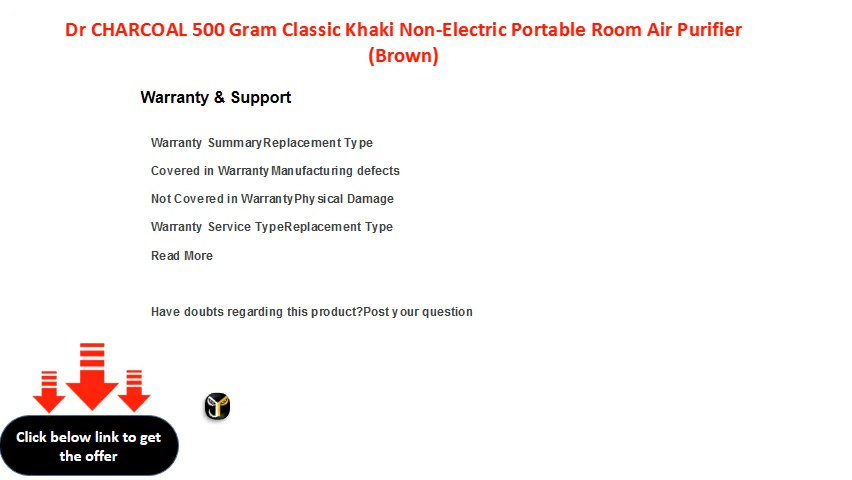 Dr CHARCOAL 500 Gram Classic Khaki Non-Electric Portable Room Air Purifier
(Brown)
Warranty & Support
Warranty SummaryReplacement Type
Covered in WarrantyManufacturing defects
Not Covered in WarrantyPhysical Damage
Warranty Service TypeReplacement Type
Read More
Have doubts regarding this product?Post your question
Click below link to get
the offer